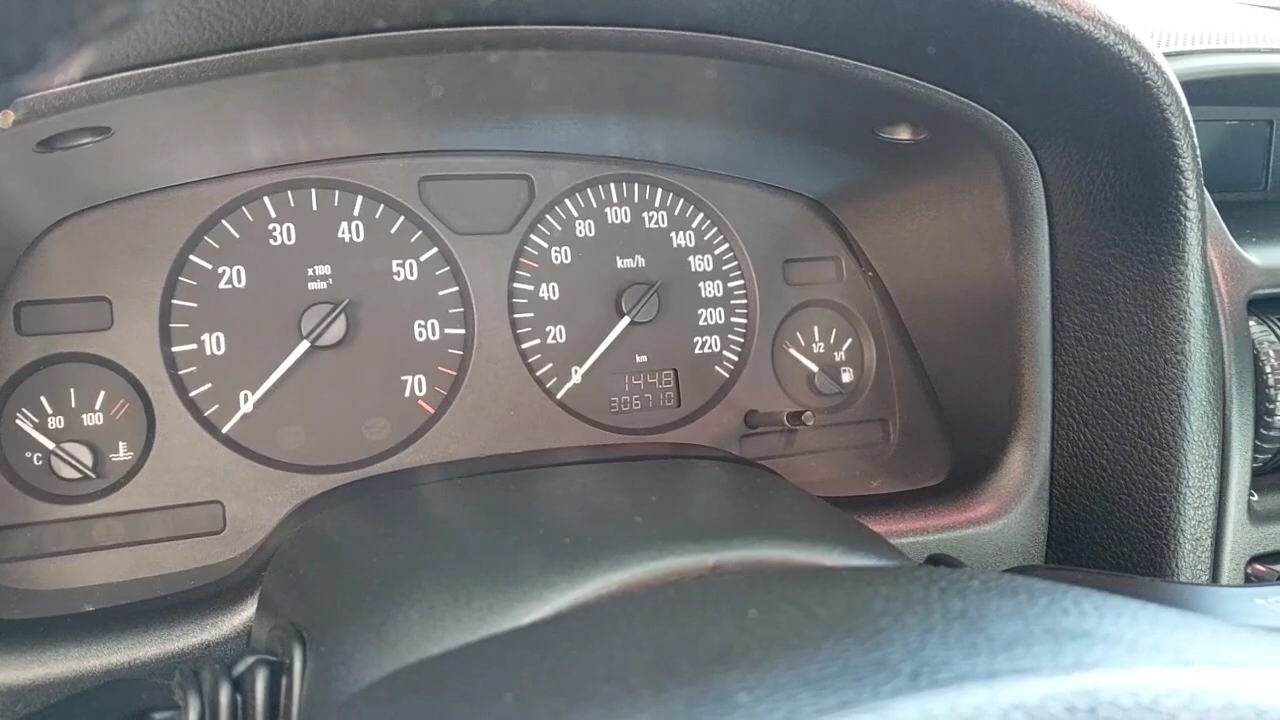 10 20 30 40 50 60 70
x100
min⁻¹
0
80 100
°C
0 20 40 60 80 100 120 140 160 180 200 220
km/h
km
144.8
306710
1/2 1/1